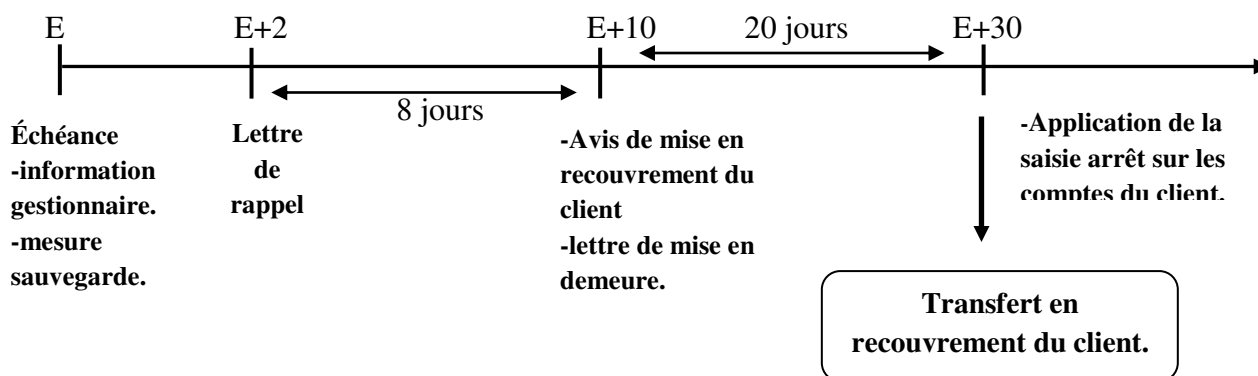 E
E+2
E+10
20 jours
E+30
8 jours
Échéance
-information
gestionnaire.
-mesure
sauvegarde.
Lettre
de
rappel
-Avis de mise en
recouvrement du
client
-lettre de mise en
demeure.
-Application de la
saisie arrêt sur les
comptes du client.
Transfert en
recouvrement du client.